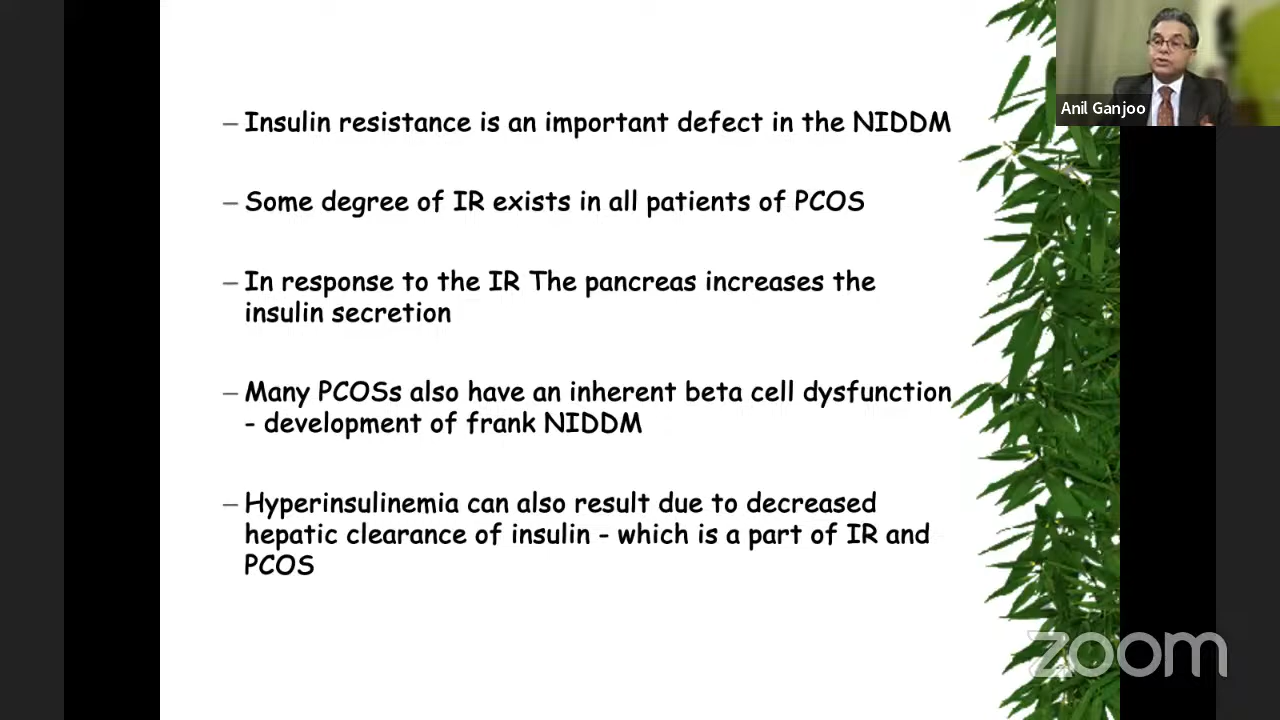 Anil Ganjoo
– Insulin resistance is an important defect in the NIDDM
– Some degree of IR exists in all patients of PCOS
– In response to the IR The pancreas increases the
insulin secretion
– Many PCOSs also have an inherent beta cell dysfunction
- development of frank NIDDM
– Hyperinsulinemia can also result due to decreased
hepatic clearance of insulin - which is a part of IR and
PCOS
zoom